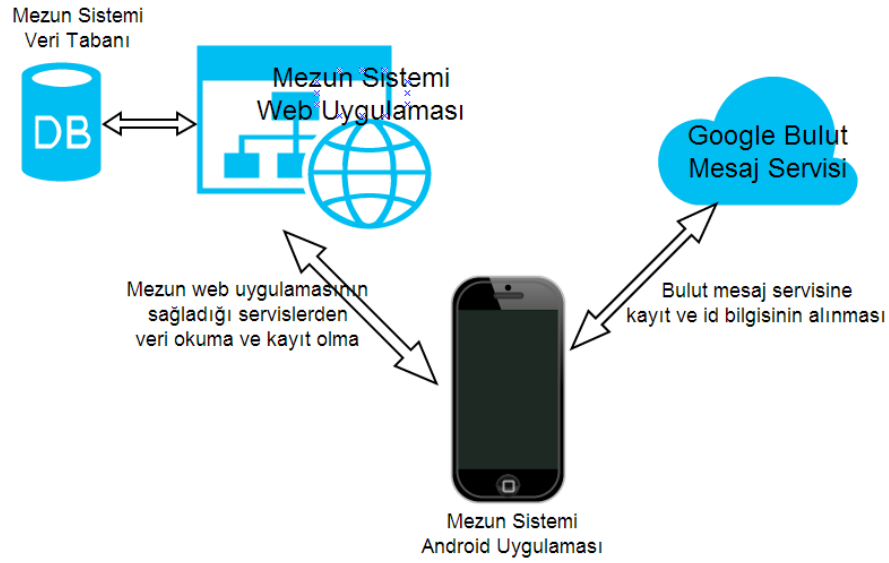 Mezun Sistemi
Veri Tabanı
DB
Mezun Sistemi
Web Uygulaması
Google Bulut
Mesaj Servisi
Mezun web uygulamasının
sağladığı servislerden
veri okuma ve kayıt olma
Bulut mesaj servisine
kayıt ve id bilgisinin alınması
Mezun Sistemi
Android Uygulaması